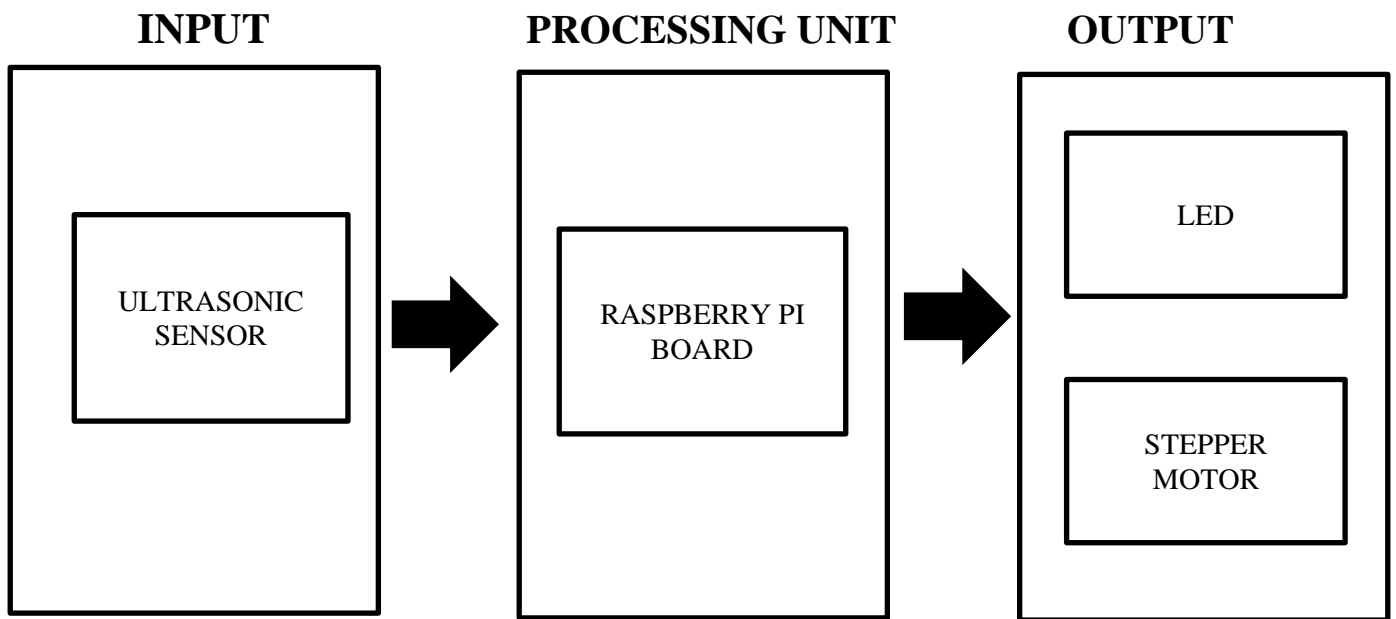 INPUT
PROCESSING UNIT
OUTPUT
ULTRASONIC
SENSOR
RASPBERRY PI
BOARD
LED
STEPPER
MOTOR